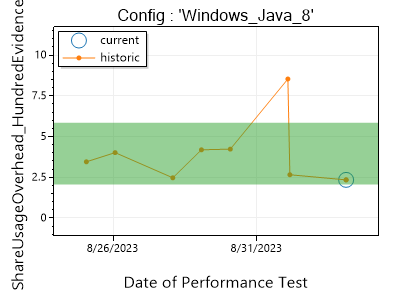 Config : 'Windows_Java_8'
current
historic
10
7.5
5
2.5
0
8/26/2023
8/31/2023
Date of Performance Test
ShareUsageOverhead_HundredEvidence